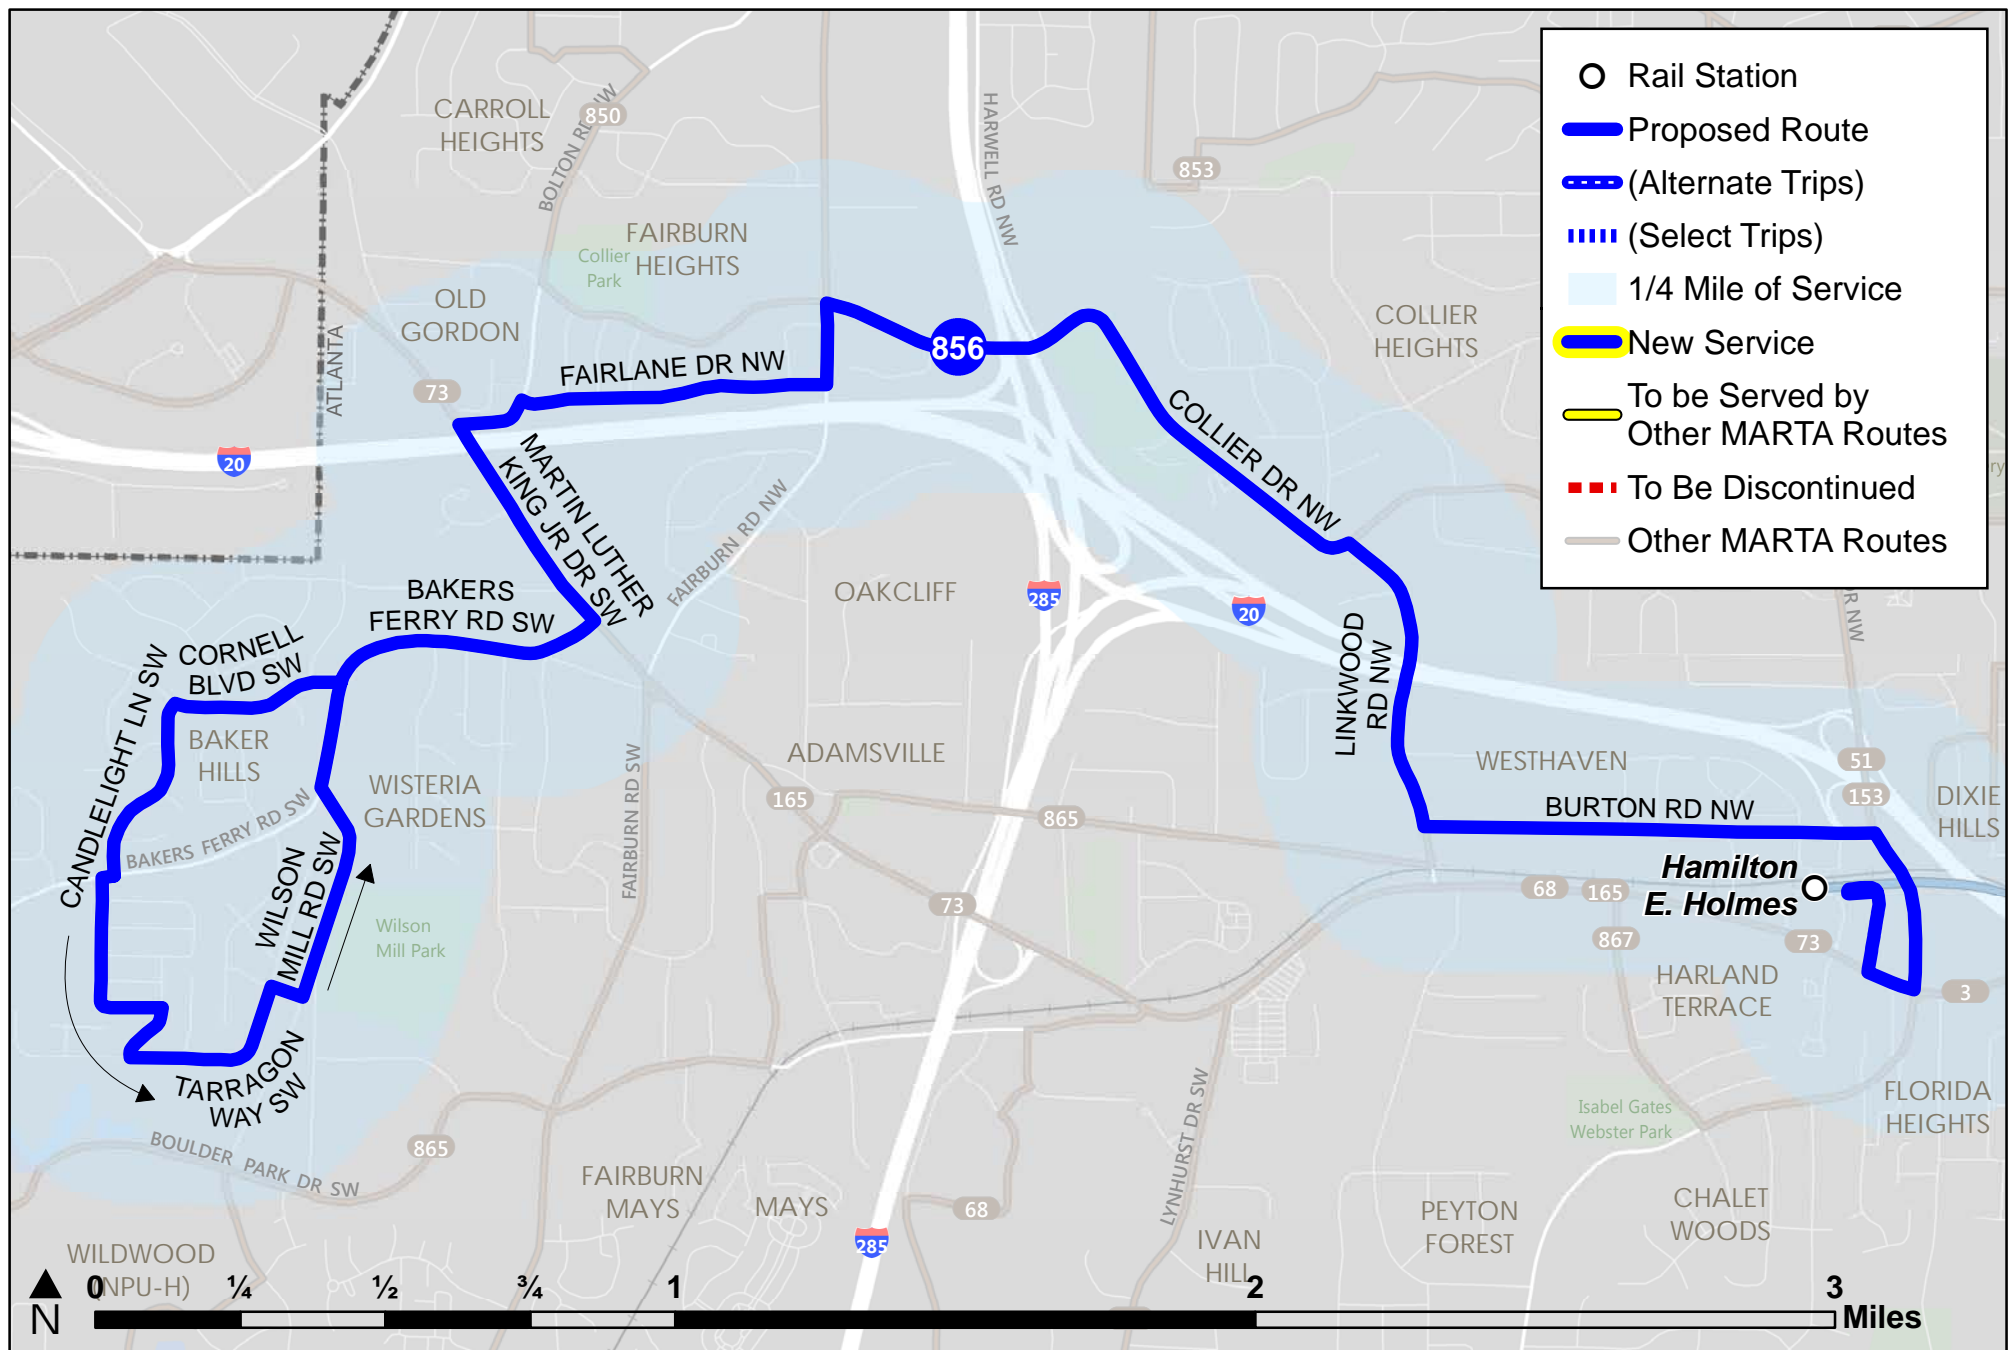 Rail Station
Proposed Route
(Alternate Trips)
(Select Trips)
1/4 Mile of Service
New Service
To be Served by
Other MARTA Routes
To Be Discontinued
Other MARTA Routes
CARROLL
HEIGHTS
850
BOLTON RD NW
HARWELL RD NW
853
FAIRBURN
HEIGHTS
Collier
Park
OLD
GORDON
ATLANTA
73
20
FAIRLANE DR NW
856
COLLIER
HEIGHTS
COLLIER DR NW
MARTIN LUTHER
KING JR DR SW
FAIRBURN RD NW
OAKCLIFF
285
20
DR NW
BAKERS
FERRY RD SW
CORNELL
BLVD SW
CANDLELIGHT LN SW
BAKER
HILLS
WISTERIA
GARDENS
BAKERS FERRY RD SW
WILSON
MILL RD SW
Wilson
Mill Park
FAIRBURN RD SW
ADAMSVILLE
165
865
73
LINKWOOD
RD NW
WESTHAVEN
51
153
DIXIE
HILLS
BURTON RD NW
Hamilton
E. Holmes
68
165
867
73
3
HARLAND
TERRACE
TARRAGON
WAY SW
BOULDER PARK DR SW
865
FAIRBURN
MAYS
MAYS
68
285
LYNHURST DR SW
IVAN
HILL
Isabel Gates
Webster Park
FLORIDA
HEIGHTS
PEYTON
FOREST
CHALET
WOODS
WILDWOOD
(NPU-H)
N
0 ¼ ½ ¾ 1 2 3
Miles